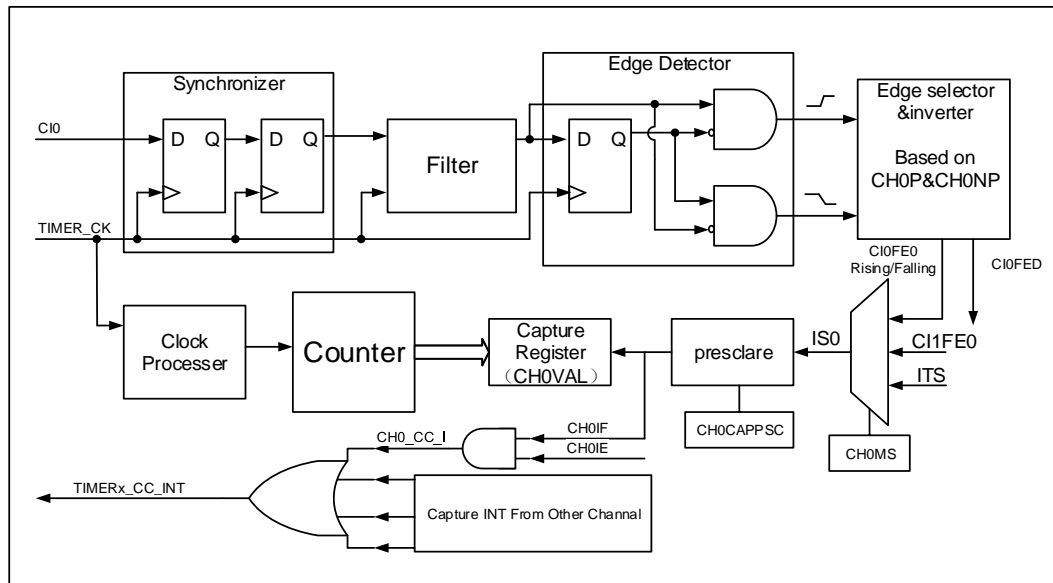 Edge Detector
Synchronizer
Edge selector
&inverter
Based on
CH0P&CH0NP
CI0
D Q
D Q
Filter
D Q
TIMER_CK
CI0FE0
Rising/Falling
CI0FED
Clock
Processer
Counter
Capture
Register
（CH0VAL）
presclare
IS0
CI1FE0
ITS
CH0CAPPSC
CH0MS
CH0IF
CH0_CC_I
CH0IE
TIMERx_CC_INT
Capture INT From Other Channel